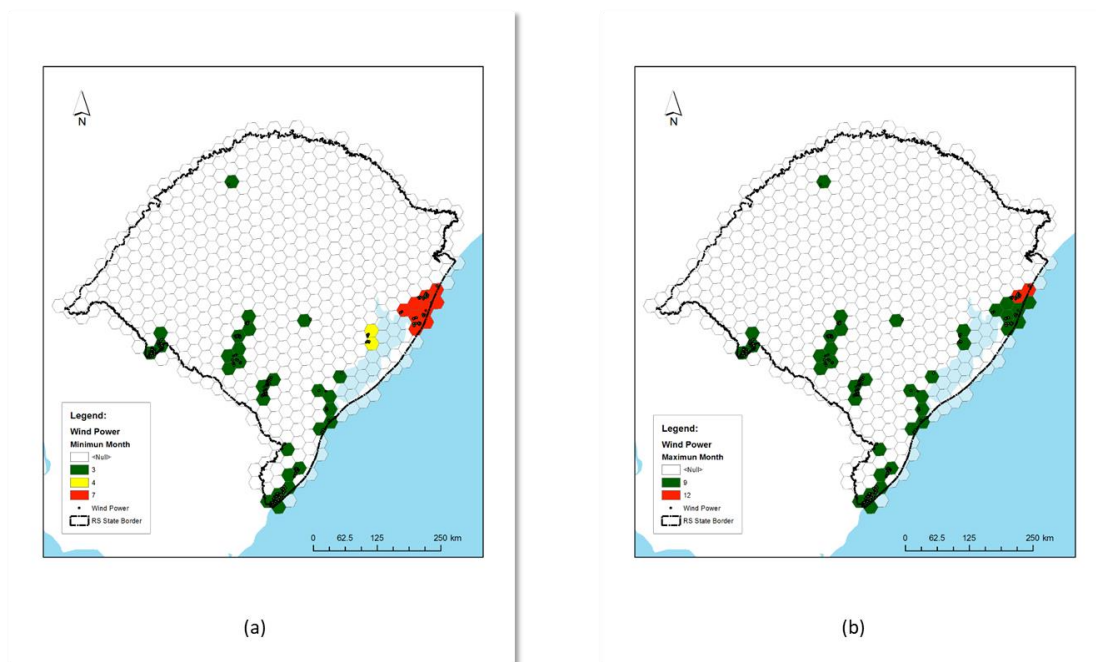 N
Legend:
Wind Power
Minimun Month
<Null>
3
4
7
Wind Power
RS State Border
0 62.5 125 250 km
(a)
N
Legend:
Wind Power
Maximun Month
<Null>
9
12
Wind Power
RS State Border
0 62.5 125 250 km
(b)